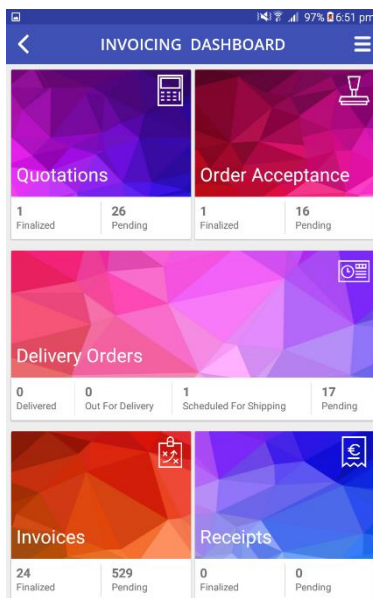 97% 6:51 pm
INVOICING DASHBOARD
Quotations
Order Acceptance
1 26 1 16
Finalized Pending Finalized Pending
Delivery Orders
0 0 1 17
Delivered Out For Delivery Scheduled For Shipping Pending
Invoices Receipts
24 529 0 0
Finalized Pending Finalized Pending